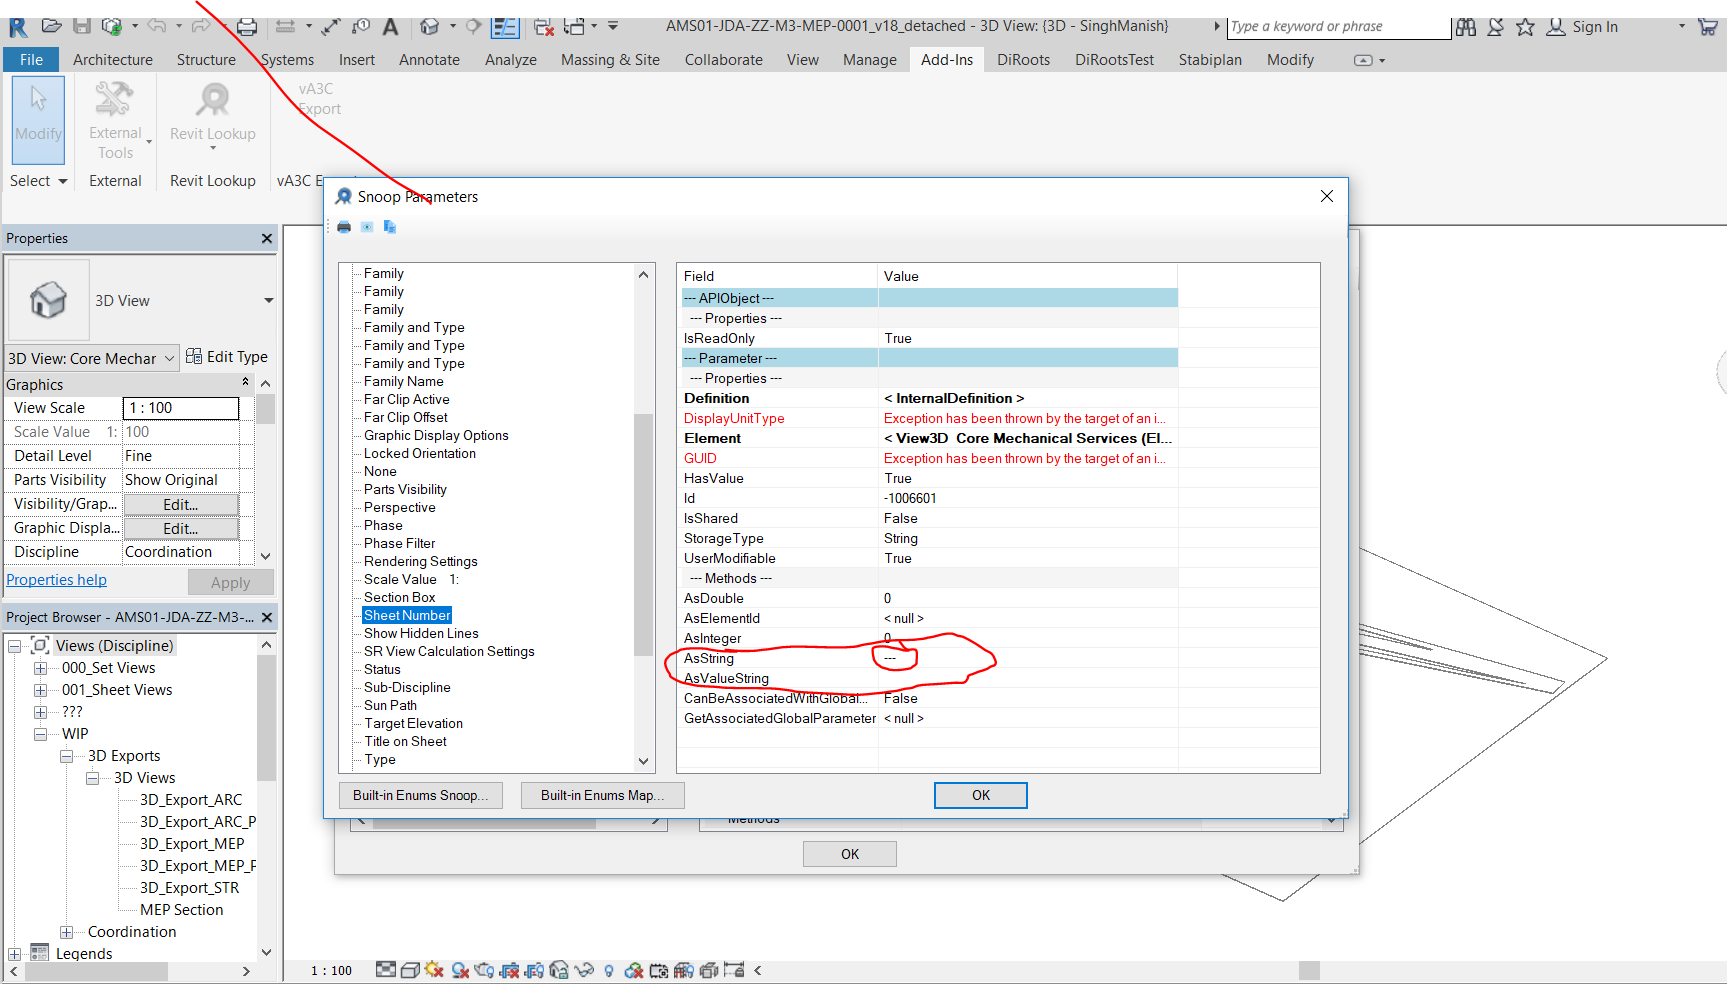 AMS01-JDA-ZZ-M3-MEP-0001_v18_detached - 3D View: {3D - SinghManish}
Type a keyword or phrase
Sign In
File Architecture Structure Systems Insert Annotate Analyze Massing & Site Collaborate View Manage Add-Ins DiRoots DiRootsTest Stabiplan Modify
Modify
External
Tools
Revit Lookup
vA3C
Export
Select External Revit Lookup vA3C E
Snoop Parameters
Properties
3D View
3D View: Core Mechar Edit Type
Graphics
View Scale 1 : 100
Scale Value 1: 100
Detail Level Fine
Parts Visibility Show Original
Visibility/Grap... Edit...
Graphic Displa... Edit...
Discipline Coordination
Properties help Apply
Project Browser - AMS01-JDA-ZZ-M3-...
Views (Discipline)
000_Set Views
001_Sheet Views
???
WIP
3D Exports
3D Views
3D_Export_ARC
3D_Export_ARC_P
3D_Export_MEP
3D_Export_MEP_F
3D_Export_STR
MEP Section
Coordination
Legends
Family
Family
Family
Family and Type
Family and Type
Family and Type
Family Name
Far Clip Active
Far Clip Offset
Graphic Display Options
Locked Orientation
None
Parts Visibility
Perspective
Phase
Phase Filter
Rendering Settings
Scale Value 1:
Section Box
Sheet Number
Show Hidden Lines
SR View Calculation Settings
Status
Sub-Discipline
Sun Path
Target Elevation
Title on Sheet
Type
Field Value
--- APIObject ---
--- Properties ---
IsReadOnly True
--- Parameter ---
--- Properties ---
Definition < InternalDefinition >
DisplayUnitType Exception has been thrown by the target of an i...
Element < View3D Core Mechanical Services (El...
GUID Exception has been thrown by the target of an i...
HasValue True
Id -1006601
IsShared False
StorageType String
UserModifiable True
--- Methods ---
AsDouble 0
AsElementId < null >
AsInteger 0
AsString ---
AsValueString
CanBeAssociatedWithGlobal... False
GetAssociatedGlobalParameter < null >
Built-in Enums Snoop... Built-in Enums Map... OK
Methods
OK
1 : 100